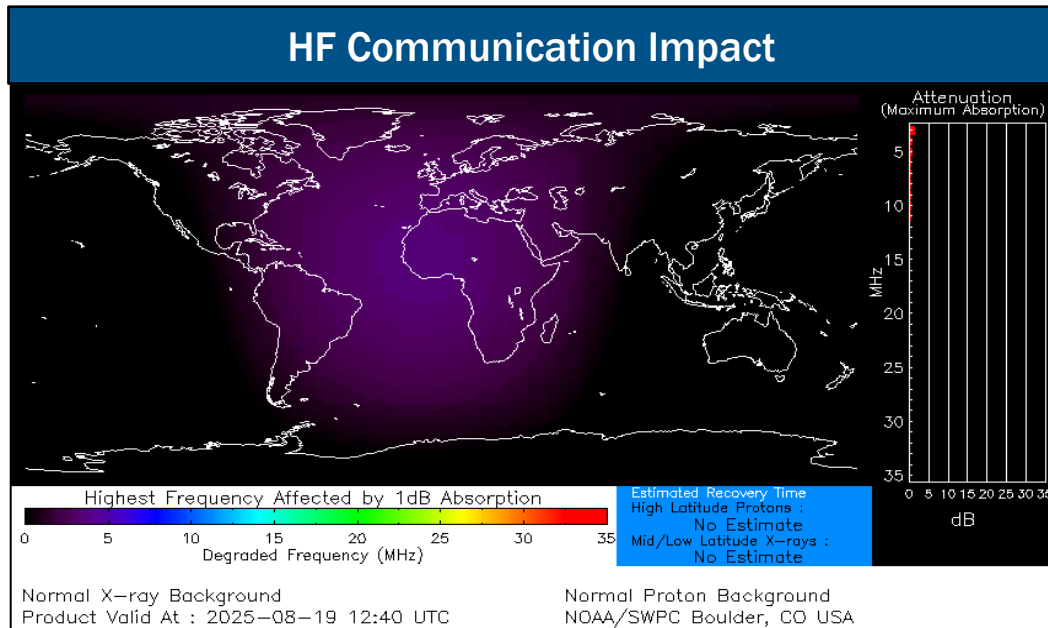 HF Communication Impact
Attenuation
(Maximum Absorption)
5
10
15
20
25
30
35
MHz
0 5 10 15 20 25 30 35
dB
Highest Frequency Affected by 1dB Absorption
0 5 10 15 20 25 30 35
Degraded Frequency (MHz)
Estimated Recovery Time
High Latitude Protons :
No Estimate
Mid/Low Latitude X-rays :
No Estimate
Normal X-ray Background
Product Valid At : 2025-08-19 12:40 UTC
Normal Proton Background
NOAA/SWPC Boulder, CO USA